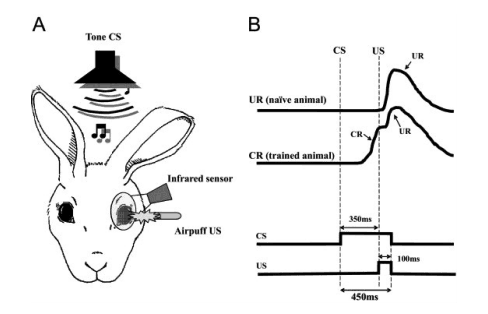 A
Tone CS
Infrared sensor
Airpuff US
B
CS US
UR
UR (naïve animal)
CR
UR
CR (trained animal)
350ms
CS
100ms
US
450ms